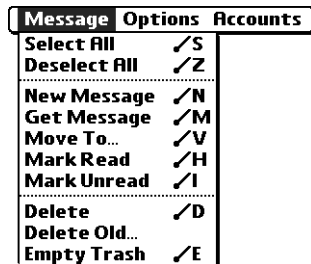 Message Options Accounts
Select All ⁄S
Deselect All ⁄Z
New Message ⁄N
Get Message ⁄M
Move To... ⁄V
Mark Read ⁄H
Mark Unread ⁄I
Delete ⁄D
Delete Old...
Empty Trash ⁄E